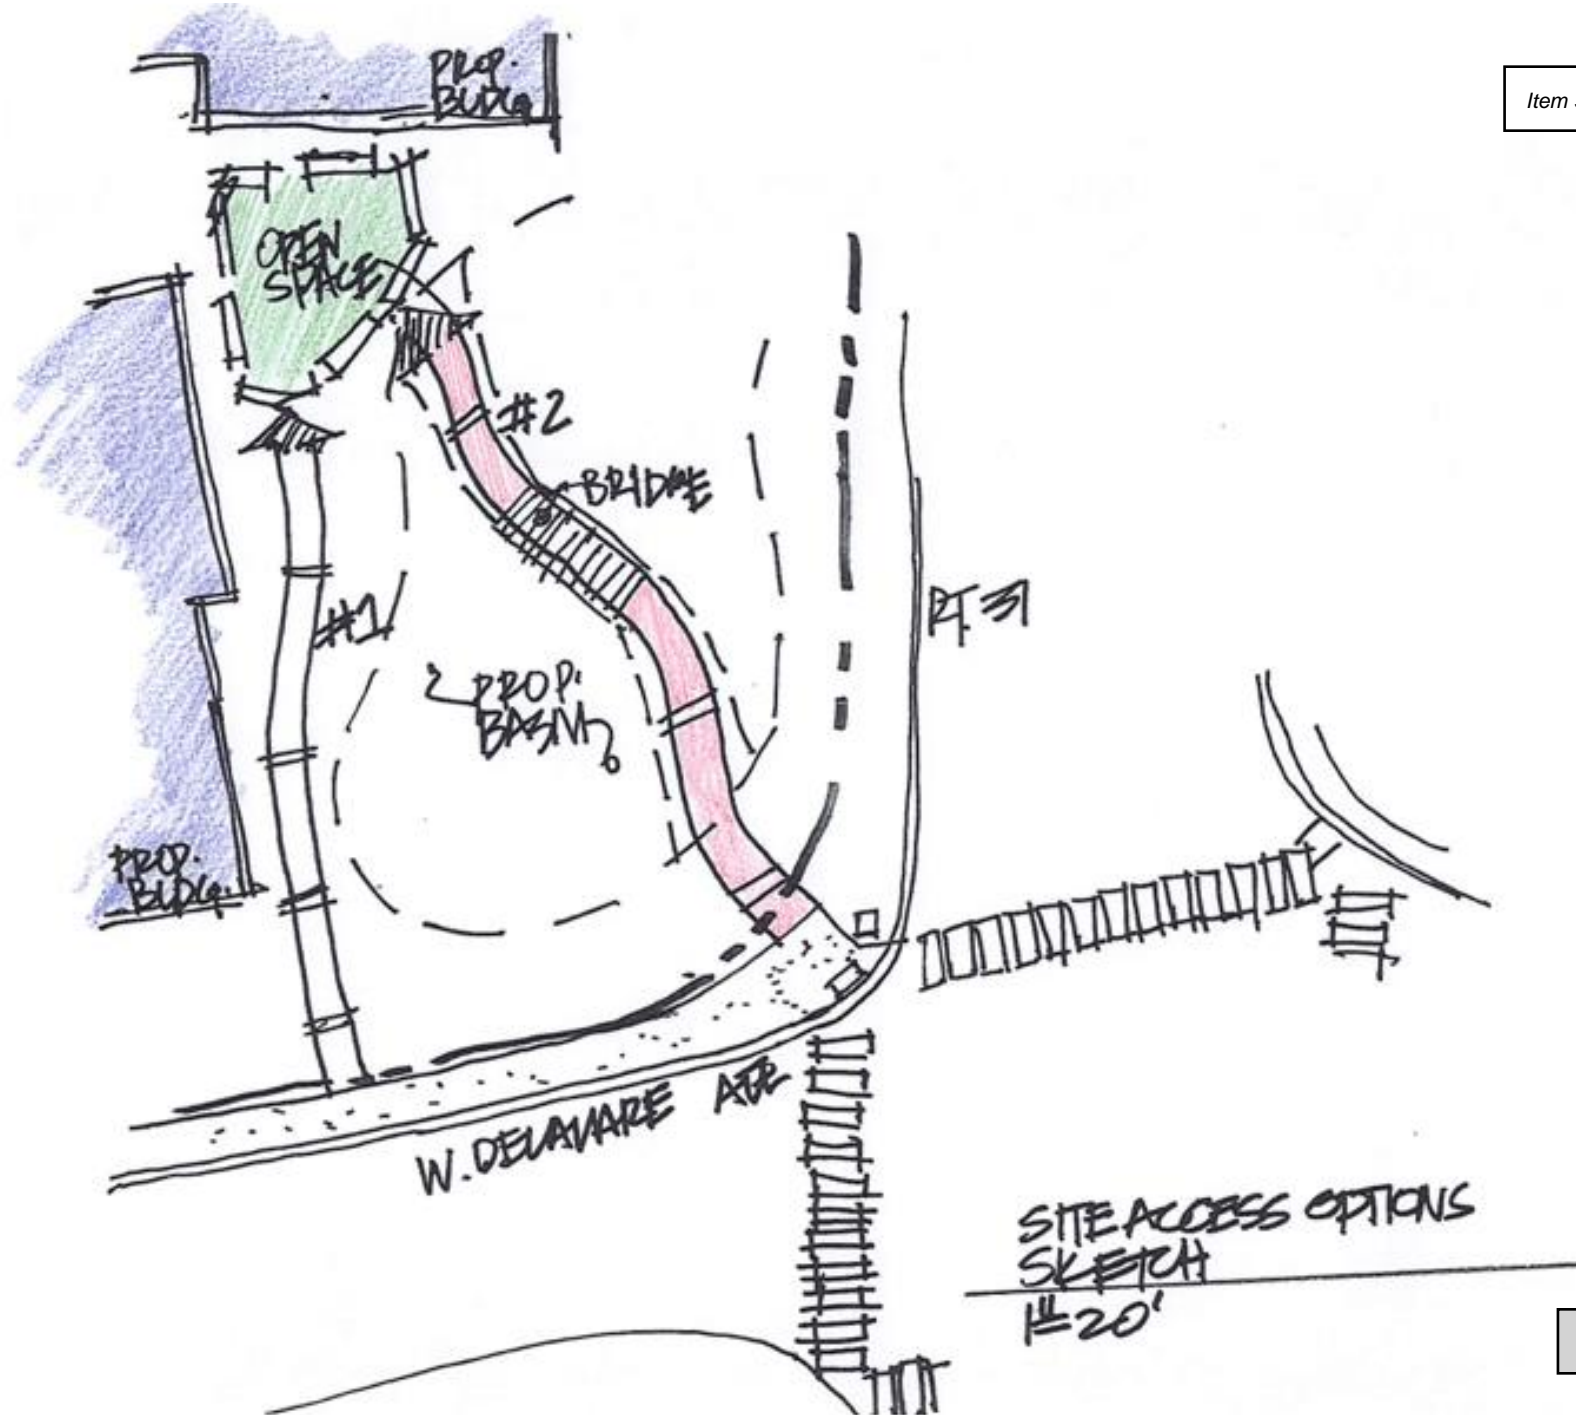 PROP.
BLDG.
Item
OPEN
SPACE
#2
BRIDGE
RT. 31
#1
PROP.
BASIN
PROP.
BLDG.
W. DELAWARE AVE
SITE ACCESS OPTIONS
SKETCH
1"=20'